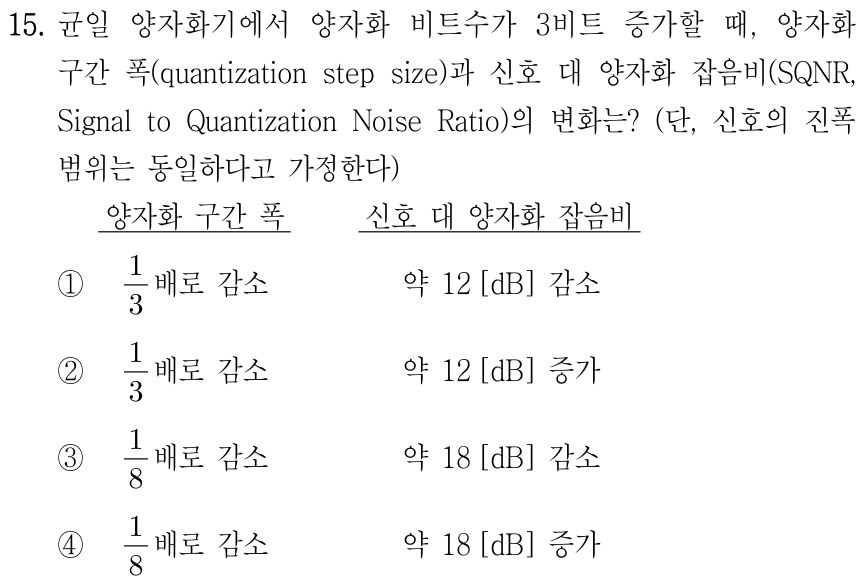 15. 균일 양자화기에서 양자화 비트수가 3비트 증가할 때, 양자화
구간 폭(quantization step size)과 신호 대 양자화 잡음비(SQNR,
Signal to Quantization Noise Ratio)의 변화는? (단, 신호의 진폭
범위는 동일하다고 가정한다)
양자화 구간 폭 신호 대 양자화 잡음비
① 1/3 배로 감소 약 12 [dB] 감소
② 1/3 배로 감소 약 12 [dB] 증가
③ 1/8 배로 감소 약 18 [dB] 감소
④ 1/8 배로 감소 약 18 [dB] 증가